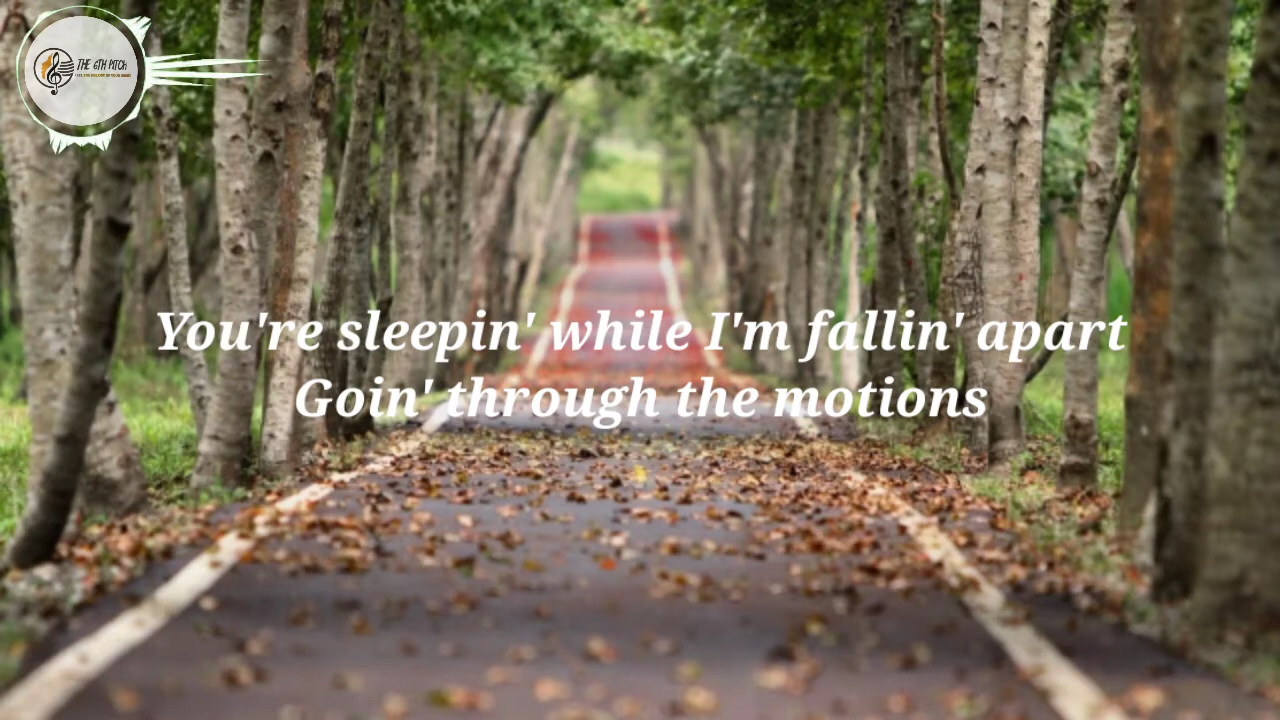 THE 6TH PITCH
You're sleepin' while I'm fallin' apart
Goin' through the motions